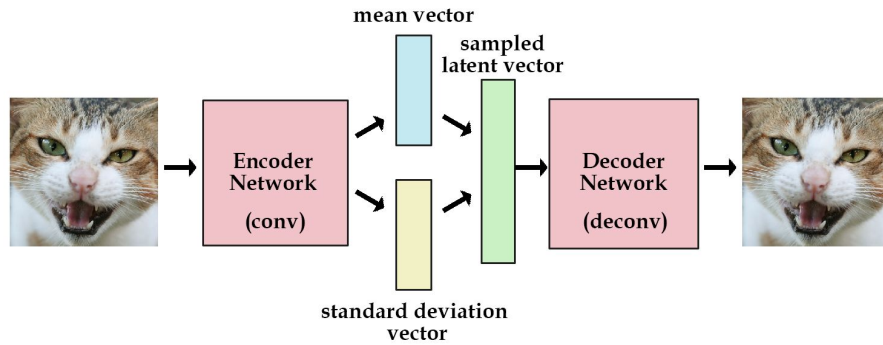 mean vector
sampled
latent vector
Encoder
Network
(conv)
Decoder
Network
(deconv)
standard deviation
vector